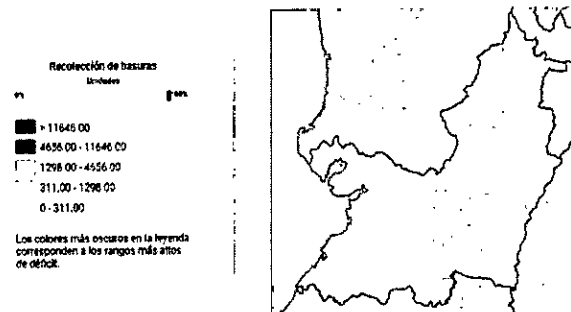 Recolección de basuras
Unidades
> 11646.00
4656.00 - 11646.00
1298.00 - 4656.00
311,00 - 1298.00
0 - 311,00
Los colores más oscuros en la leyenda
corresponden a los rangos más altos
de déficit.